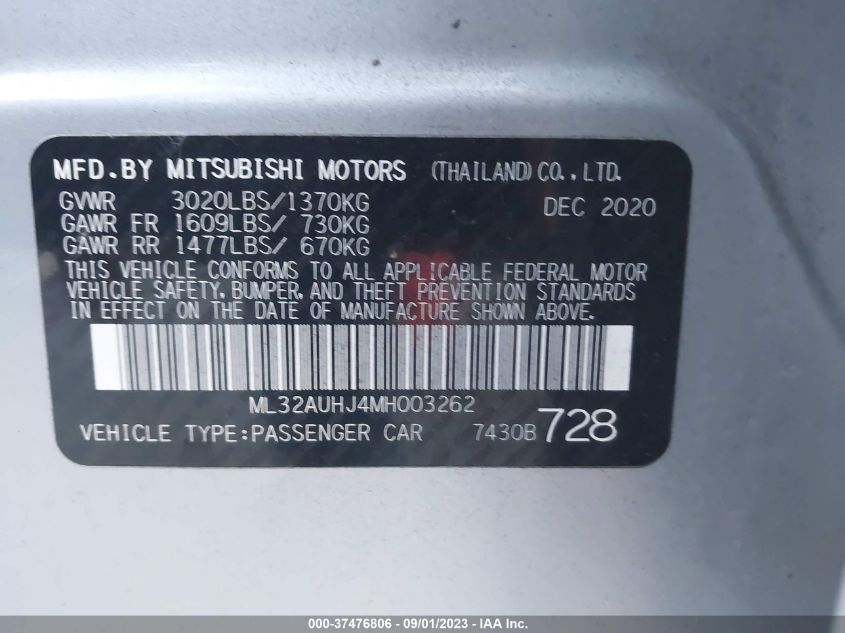 MFD.BY MITSUBISHI MOTORS (THAILAND)CO.,LTD.
GVWR 3020LBS/1370KG DEC 2020
GAWR FR 1609LBS/ 730KG
GAWR RR 1477LBS/ 670KG
THIS VEHICLE CONFORMS TO ALL APPLICABLE FEDERAL MOTOR
VEHICLE SAFETY, BUMPER, AND THEFT PREVENTION STANDARDS
IN EFFECT ON THE DATE OF MANUFACTURE SHOWN ABOVE.
ML32AUHJ4MH003262
VEHICLE TYPE:PASSENGER CAR 7430B 728
000-37476806 - 09/01/2023 - IAA Inc.